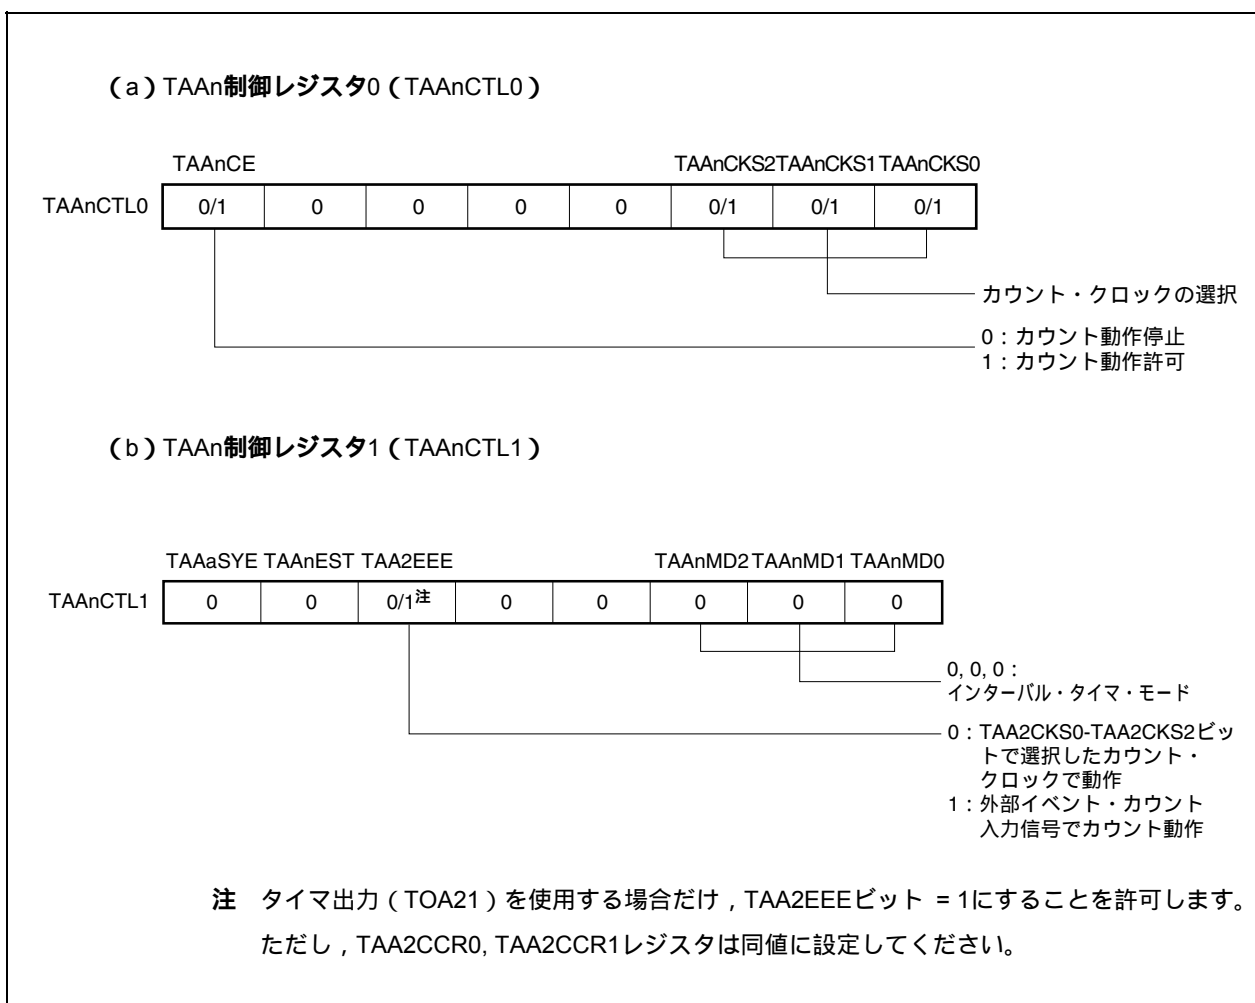 （a）TAAn制御レジスタ0（TAAnCTL0）
TAAnCE TAAnCKS2 TAAnCKS1 TAAnCKS0
TAAnCTL0 0/1 0 0 0 0 0/1 0/1 0/1
カウント・クロックの選択
0：カウント動作停止
1：カウント動作許可
（b）TAAn制御レジスタ1（TAAnCTL1）
TAAaSYE TAAnEST TAA2EEE TAAnMD2 TAAnMD1 TAAnMD0
TAAnCTL1 0 0 0/1注 0 0 0 0 0
0, 0, 0：
インターバル・タイマ・モード
0：TAA2CKS0-TAA2CKS2ビッ
トで選択したカウント・
クロックで動作
1：外部イベント・カウント
入力信号でカウント動作
注 タイマ出力（TOA21）を使用する場合だけ，TAA2EEEビット = 1にすることを許可します。
ただし，TAA2CCR0, TAA2CCR1レジスタは同値に設定してください。